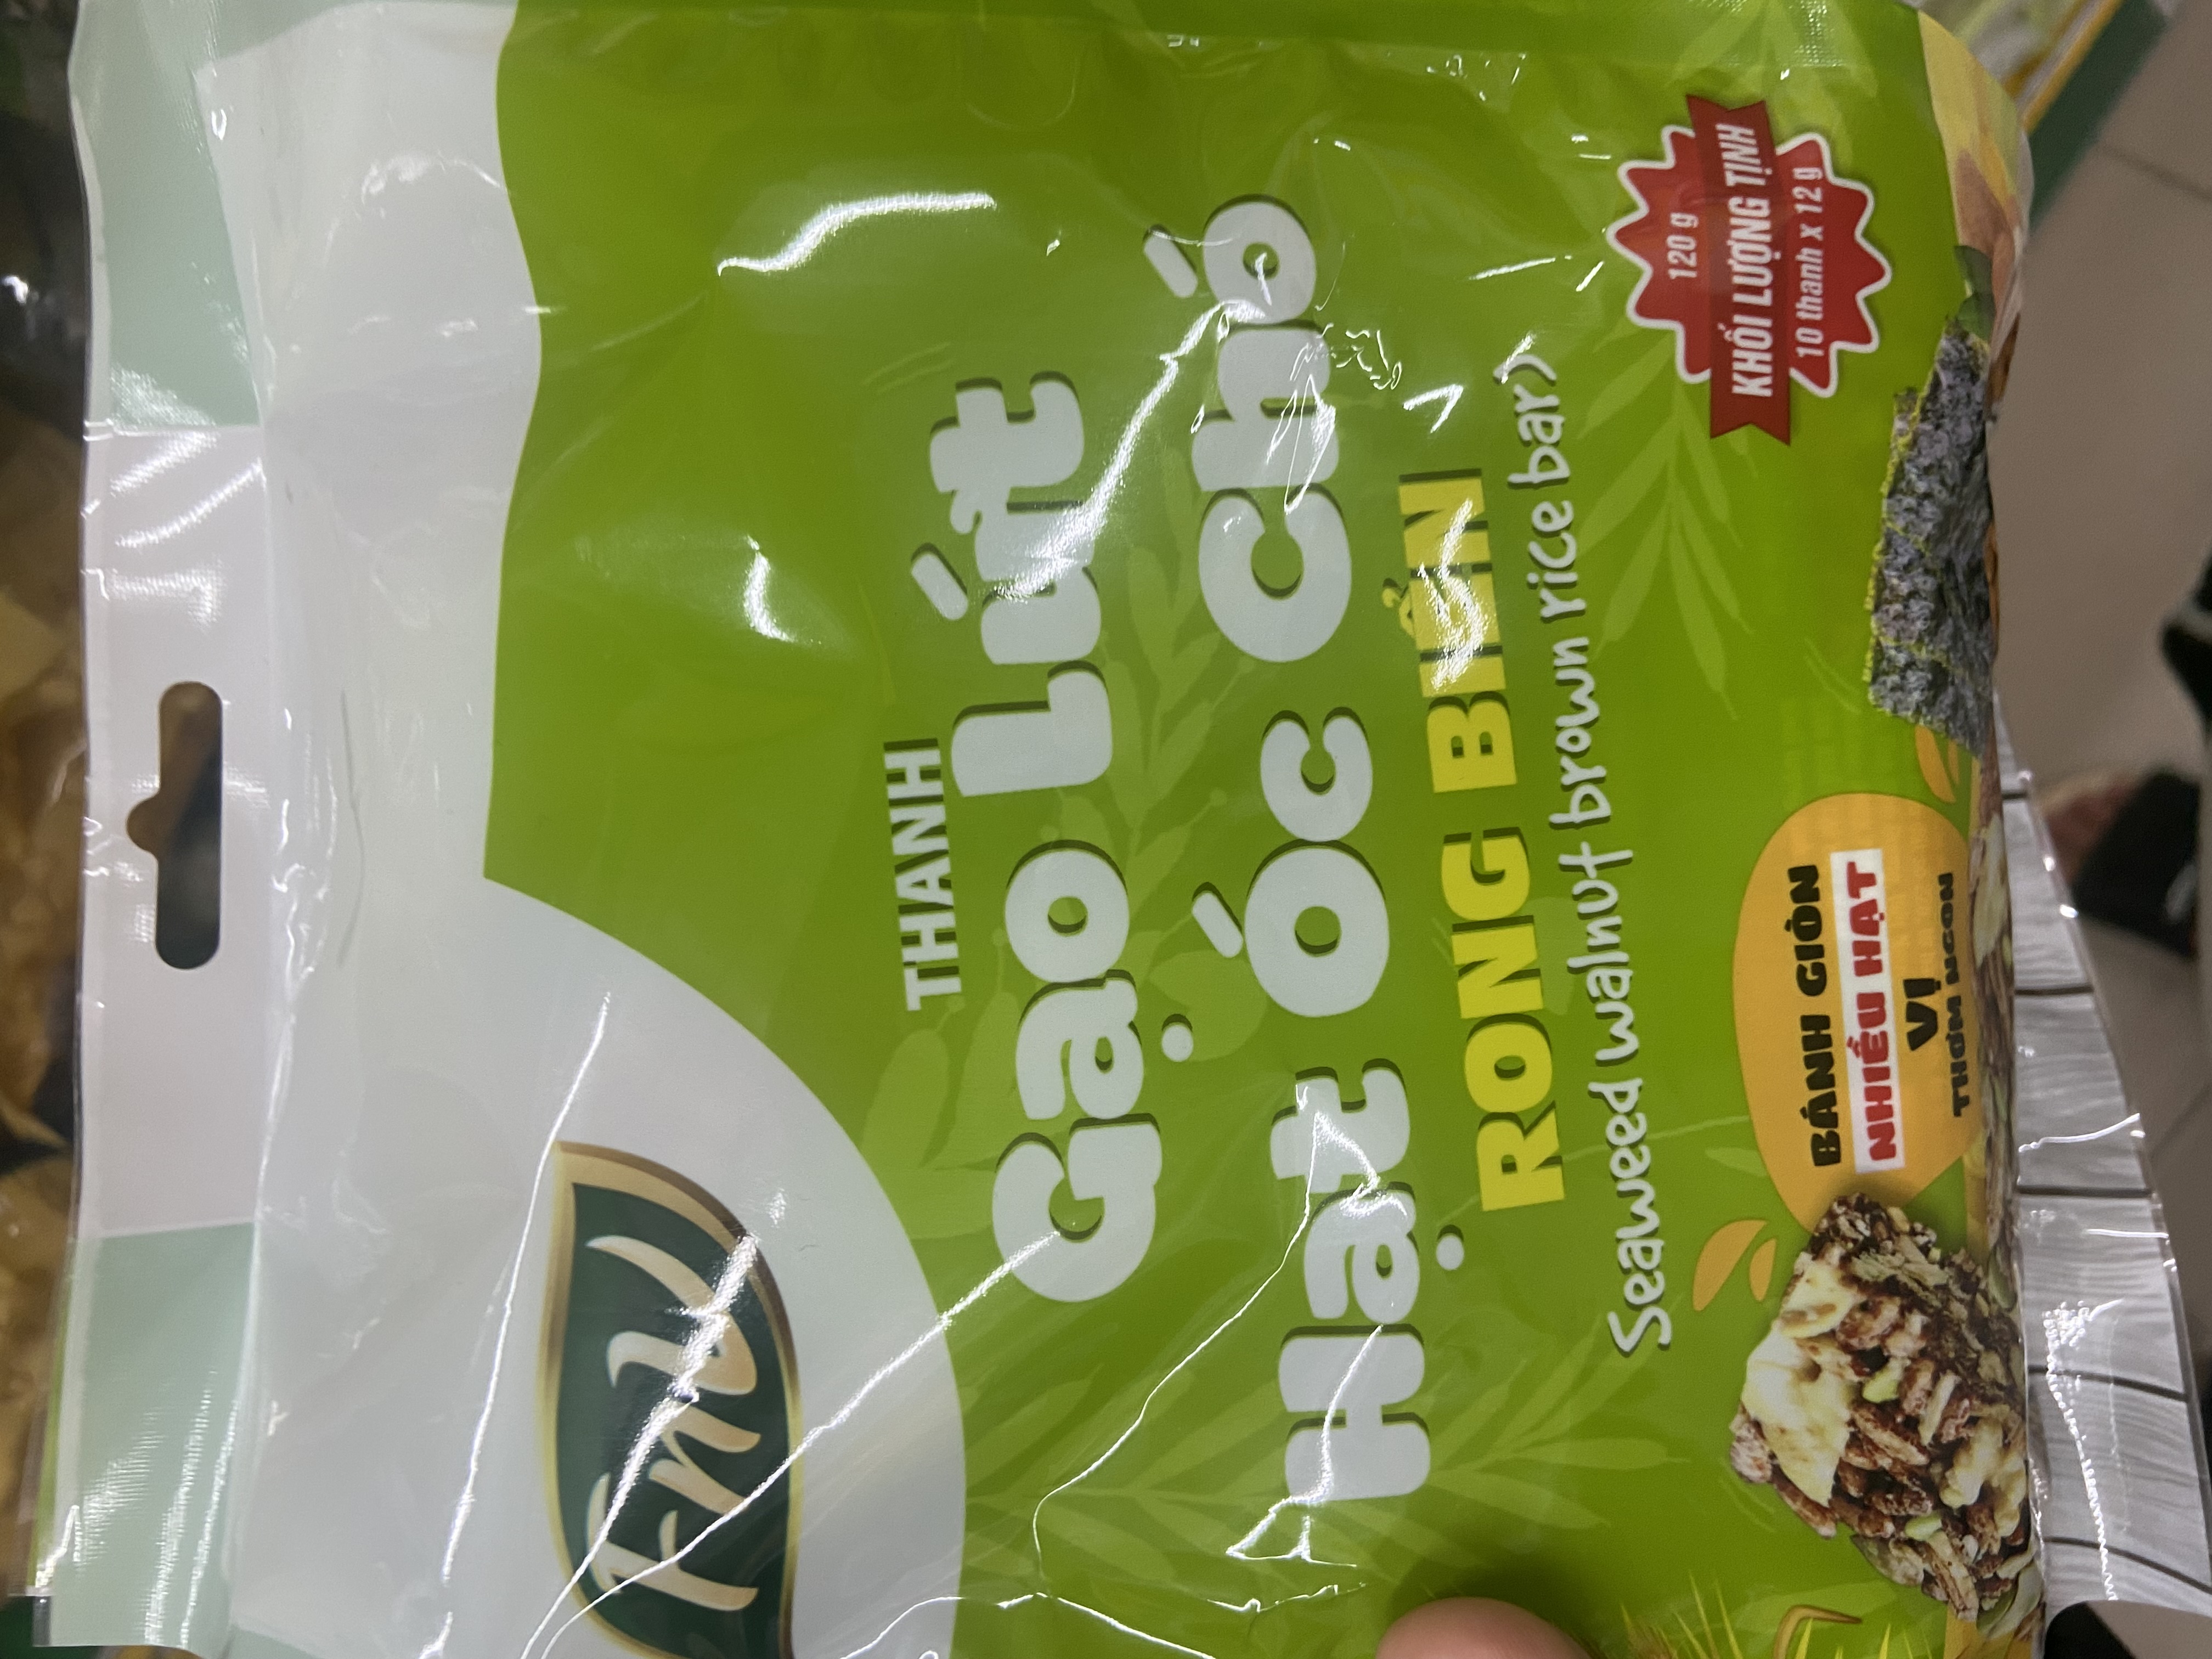 FnV
THANH
Gạo Lứt
Hạt Óc Chó
RONG BIỂN
Seaweed walnut brown rice bar)
120 g
KHỐI LƯỢNG TỊNH
10 thanh x 12 g
BÁNH GIÒN
NHIỀU HẠT
VỊ
THƠM NGON